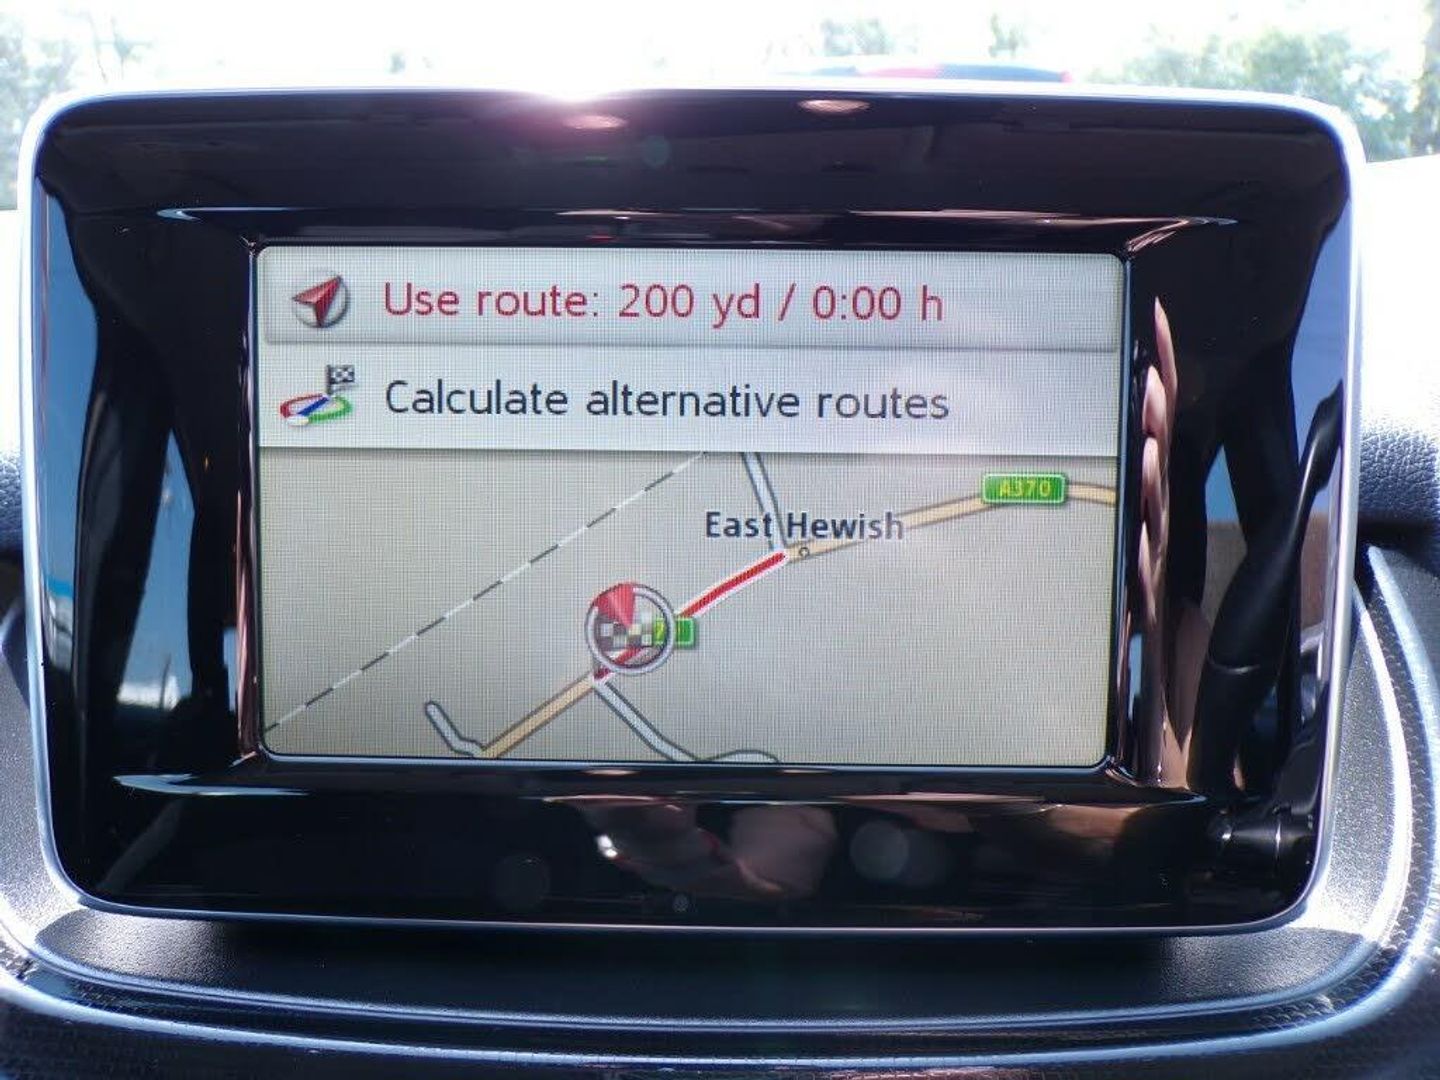 Use route: 200 yd / 0:00 h
Calculate alternative routes
A370
East Hewish